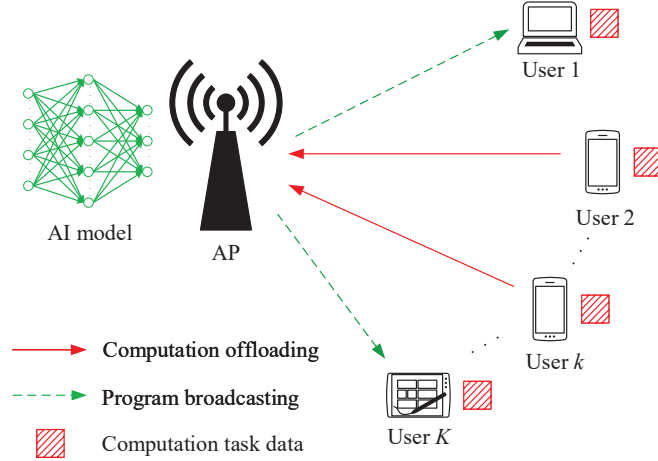 User 1
User 2
AI model
AP
User k
Computation offloading
Program broadcasting
User K
Computation task data